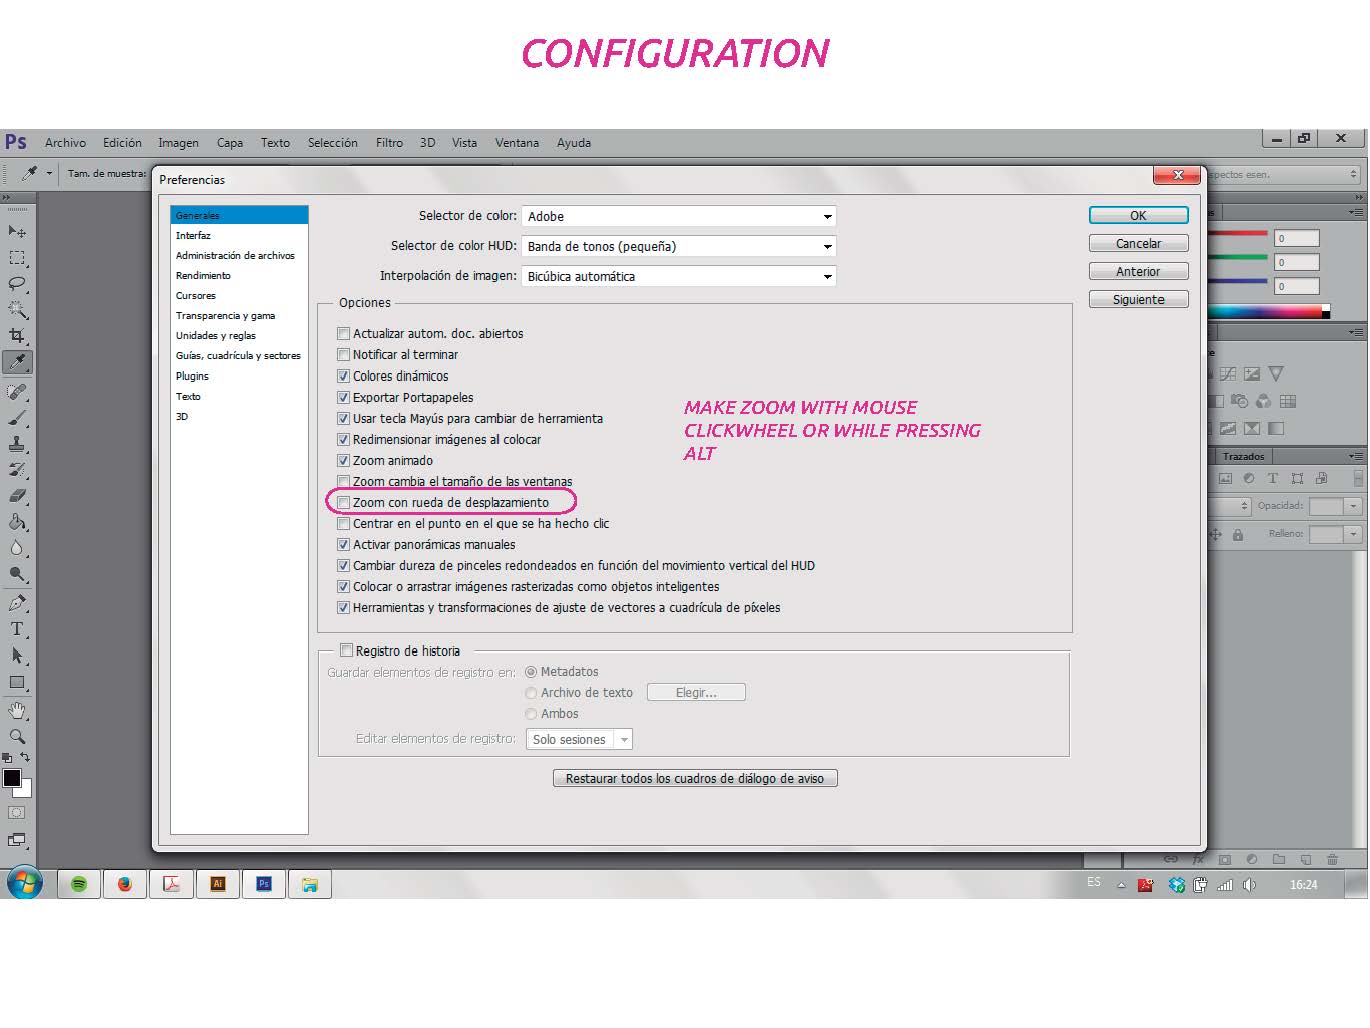 CONFIGURATION
Ps Archivo Edición Imagen Capa Texto Selección Filtro 3D Vista Ventana Ayuda
Tam. de muestra:
spectos esen.
Preferencias
Generales
Interfaz
Administración de archivos
Rendimiento
Cursores
Transparencia y gama
Unidades y reglas
Guías, cuadrícula y sectores
Plugins
Texto
3D
Selector de color: Adobe
Selector de color HUD: Banda de tonos (pequeña)
Interpolación de imagen: Bicúbica automática
OK
Cancelar
Anterior
Siguiente
Opciones
Actualizar autom. doc. abiertos
Notificar al terminar
Colores dinámicos
Exportar Portapapeles
Usar tecla Mayús para cambiar de herramienta
Redimensionar imágenes al colocar
Zoom animado
Zoom cambia el tamaño de las ventanas
Zoom con rueda de desplazamiento
Centrar en el punto en el que se ha hecho clic
Activar panorámicas manuales
Cambiar dureza de pinceles redondeados en función del movimiento vertical del HUD
Colocar o arrastrar imágenes rasterizadas como objetos inteligentes
Herramientas y transformaciones de ajuste de vectores a cuadrícula de píxeles
MAKE ZOOM WITH MOUSE
CLICKWHEEL OR WHILE PRESSING
ALT
Registro de historia
Guardar elementos de registro en: Metadatos
Archivo de texto Elegir...
Ambos
Editar elementos de registro: Solo sesiones
Restaurar todos los cuadros de diálogo de aviso
0
0
0
Trazados
Opacidad:
Relleno:
Ai
Ps
ES
16:24